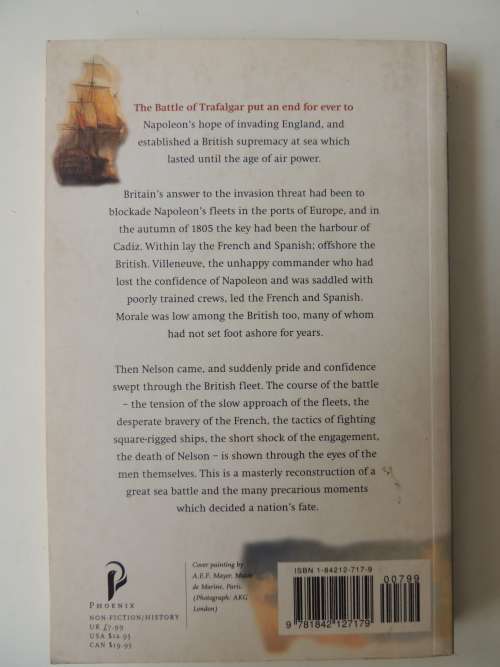 The Battle of Trafalgar put an end for ever to
Napoleon's hope of invading England, and
established a British supremacy at sea which
lasted until the age of air power.
Britain's answer to the invasion threat had been to
blockade Napoleon's fleets in the ports of Europe, and in
the autumn of 1805 the key had been the harbour of
Cadiz. Within lay the French and Spanish; offshore the
British. Villeneuve, the unhappy commander who had
lost the confidence of Napoleon and was saddled with
poorly trained crews, led the French and Spanish.
Morale was low among the British too, many of whom
had not set foot ashore for years.
Then Nelson came, and suddenly pride and confidence
swept through the British fleet. The course of the battle
– the tension of the slow approach of the fleets, the
desperate bravery of the French, the tactics of fighting
square-rigged ships, the short shock of the engagement,
the death of Nelson – is shown through the eyes of the
men themselves. This is a masterly reconstruction of a
great sea battle and the many precarious moments
which decided a nation's fate.
PHOENIX
NON-FICTION/HISTORY
UK £7.99
USA $12.95
CAN $19.95
Cover painting by
A.E.F. Mayer.
de Marine, Paris.
(Photograph: AKG
London)
ISBN 1-84212-717-9
00799
9 781842 127179